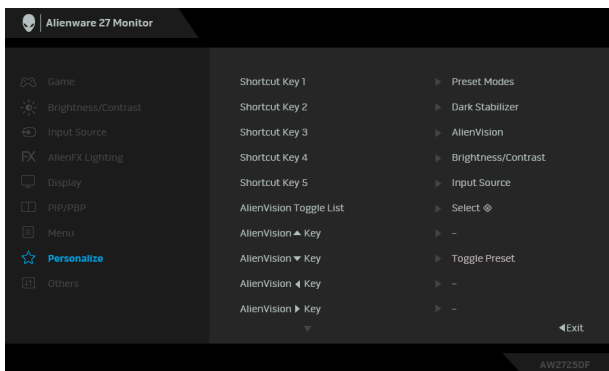 Alienware 27 Monitor
Game
Brightness/Contrast
Input Source
AlienFX Lighting
Display
PIP/PBP
Menu
Personalize
Others
Shortcut Key 1 Preset Modes
Shortcut Key 2 Dark Stabilizer
Shortcut Key 3 AlienVision
Shortcut Key 4 Brightness/Contrast
Shortcut Key 5 Input Source
AlienVision Toggle List Select
AlienVision ▲ Key –
AlienVision ▼ Key Toggle Preset
AlienVision ◀ Key –
AlienVision ▶ Key –
◀Exit
AW2725DF